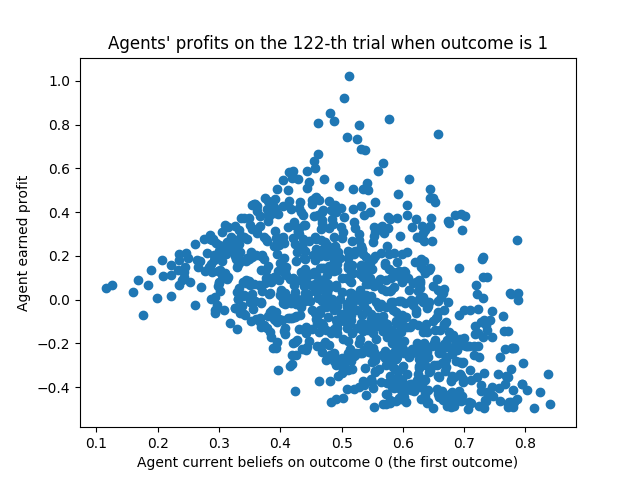 Agents' profits on the 122-th trial when outcome is 1
1.0
0.8
0.6
0.4
0.2
0.0
−0.2
−0.4
Agent earned profit
0.1 0.2 0.3 0.4 0.5 0.6 0.7 0.8
Agent current beliefs on outcome 0 (the first outcome)